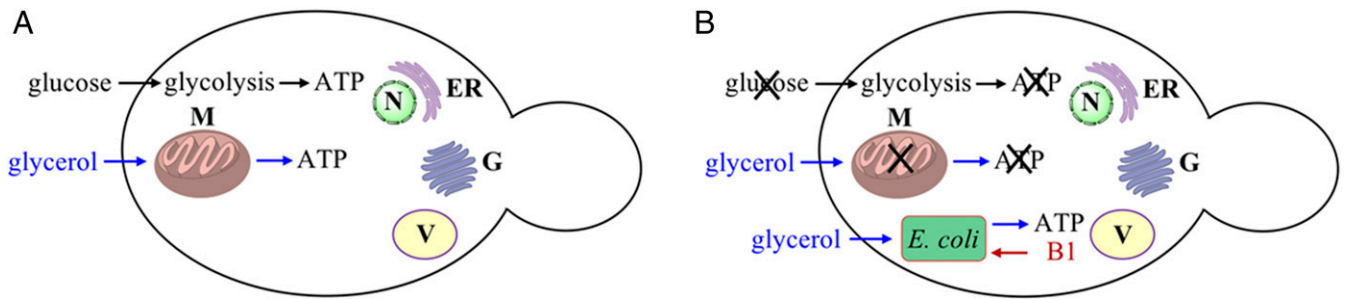 A
glucose glycolysis ATP
N
ER
M
glycerol ATP
G
V
B
glucose glycolysis ATP
N
ER
M
glycerol ATP
G
glycerol E. coli ATP
B1
V